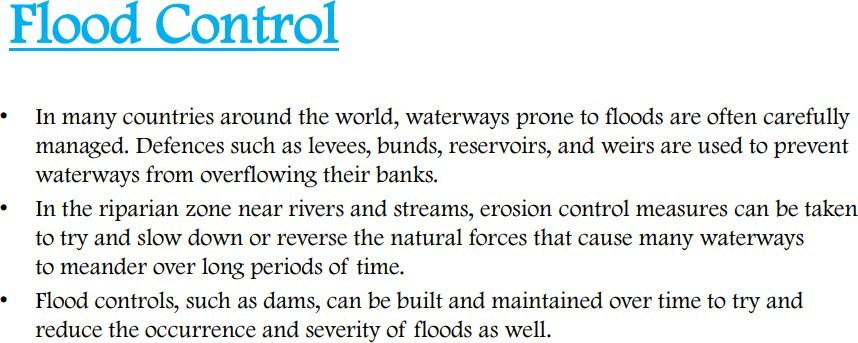 Flood Control
• In many countries around the world, waterways prone to floods are often carefully
managed. Defences such as levees, bunds, reservoirs, and weirs are used to prevent
waterways from overflowing their banks.
• In the riparian zone near rivers and streams, erosion control measures can be taken
to try and slow down or reverse the natural forces that cause many waterways
to meander over long periods of time.
• Flood controls, such as dams, can be built and maintained over time to try and
reduce the occurrence and severity of floods as well.